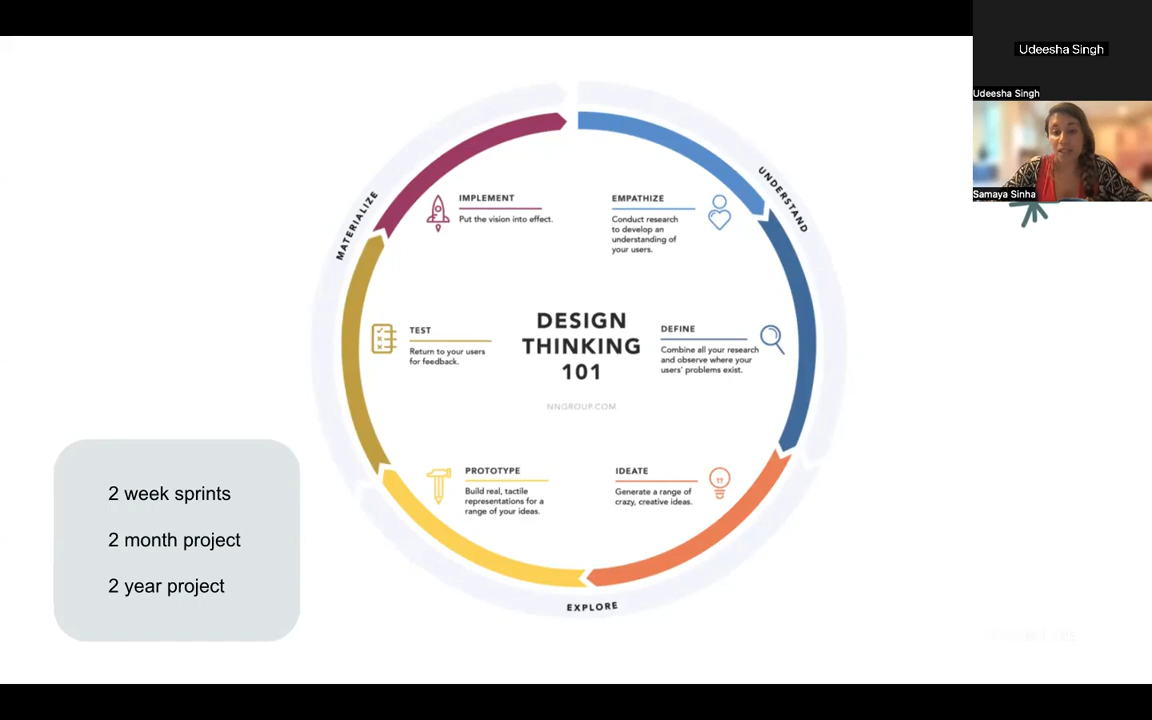 Udeesha Singh
Udeesha Singh
Samaya Sinha
UNDERSTAND
MATERIALIZE
EXPLORE
IMPLEMENT
Put the vision into effect.
EMPATHIZE
Conduct research
to develop an
understanding of
your users.
TEST
Return to your users
for feedback.
DESIGN
THINKING
101
NNGROUP.COM
DEFINE
Combine all your research
and observe where your
users' problems exist.
PROTOTYPE
Build real, tactile
representations for a
range of your ideas.
IDEATE
Generate a range of
crazy, creative ideas.
2 week sprints
2 month project
2 year project